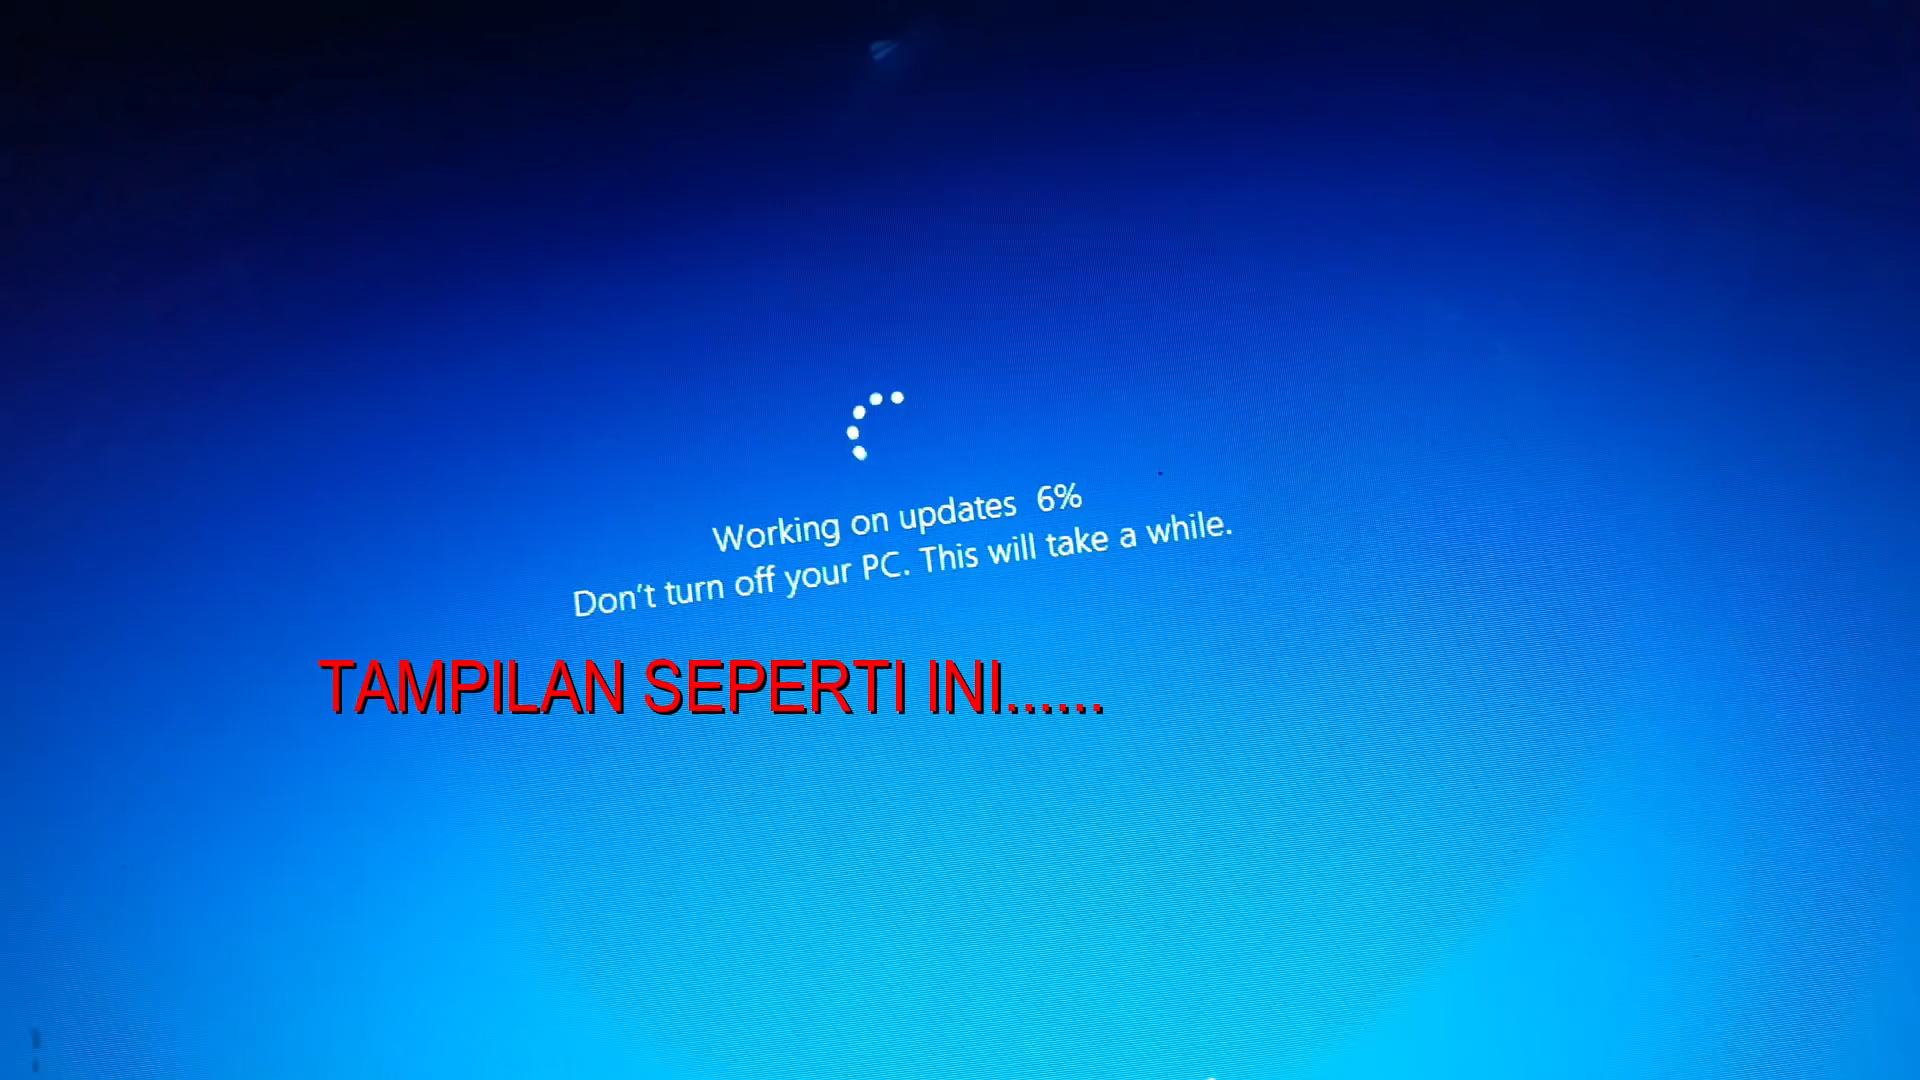 Working on updates 6%
Don't turn off your PC. This will take a while.
TAMPILAN SEPERTI INI......